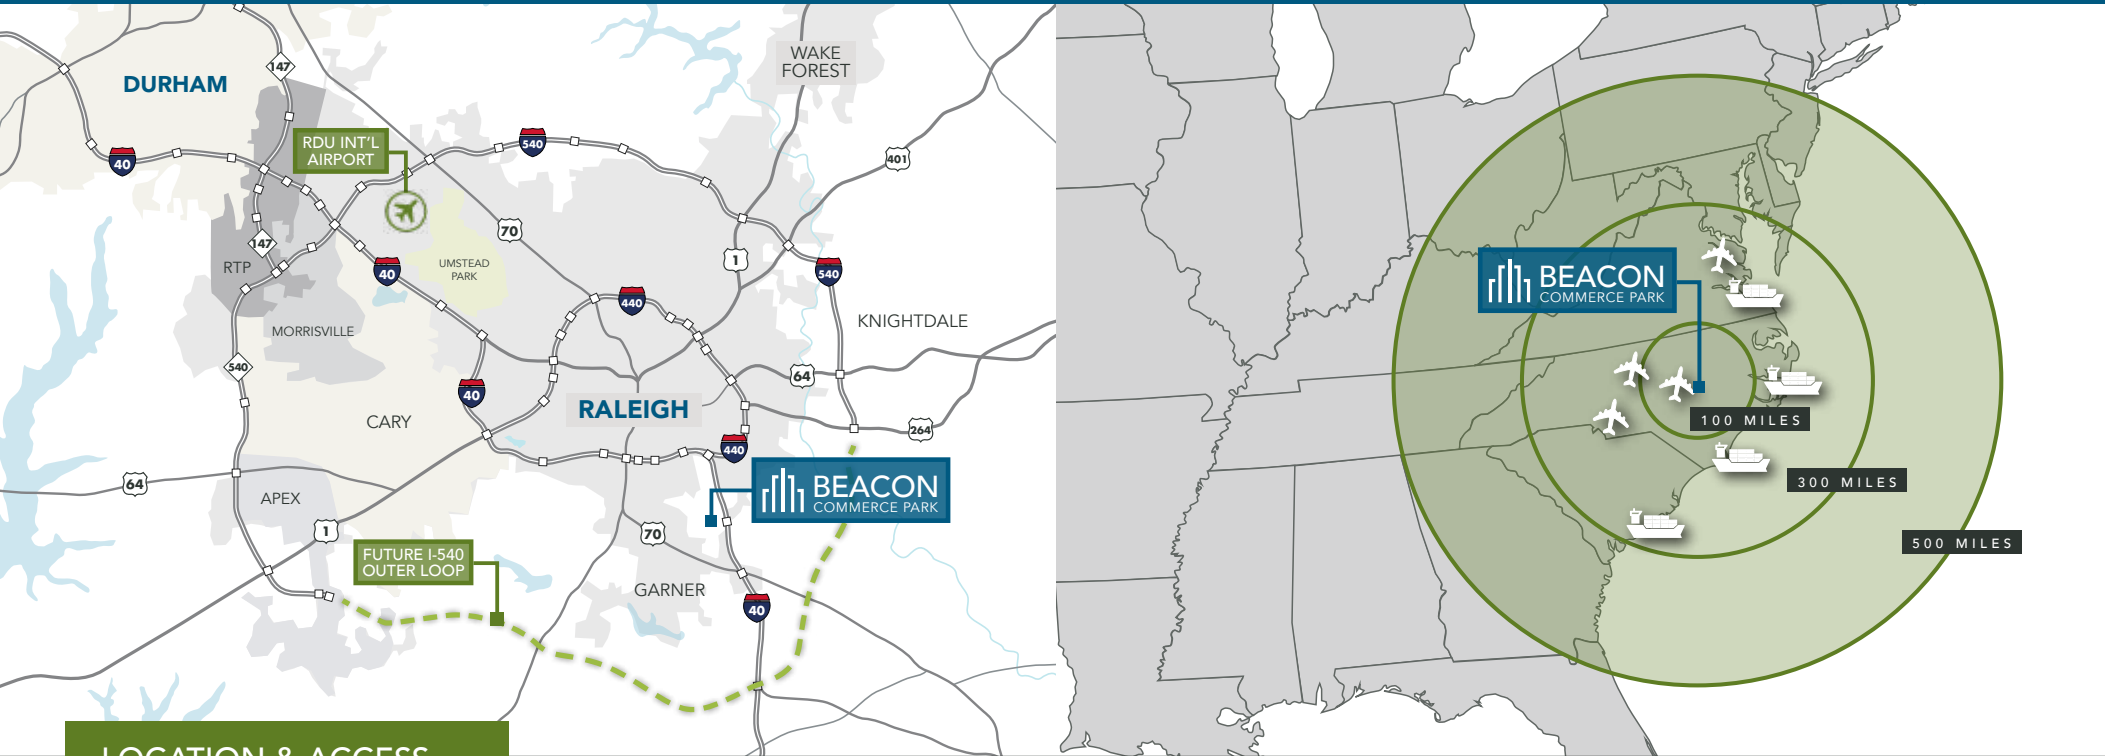 147
DURHAM
WAKE
FOREST
RDU INT'L
AIRPORT
540
40
401
147
70
1
RTP
40
UMSTEAD
PARK
540
440
MORRISVILLE
KNIGHTDALE
540
64
40
CARY
RALEIGH
264
440
64
APEX
BEACON
COMMERCE PARK
1
70
FUTURE I-540
OUTER LOOP
GARNER
40
LOCATION & ACCESS
BEACON
COMMERCE PARK
100 MILES
300 MILES
500 MILES